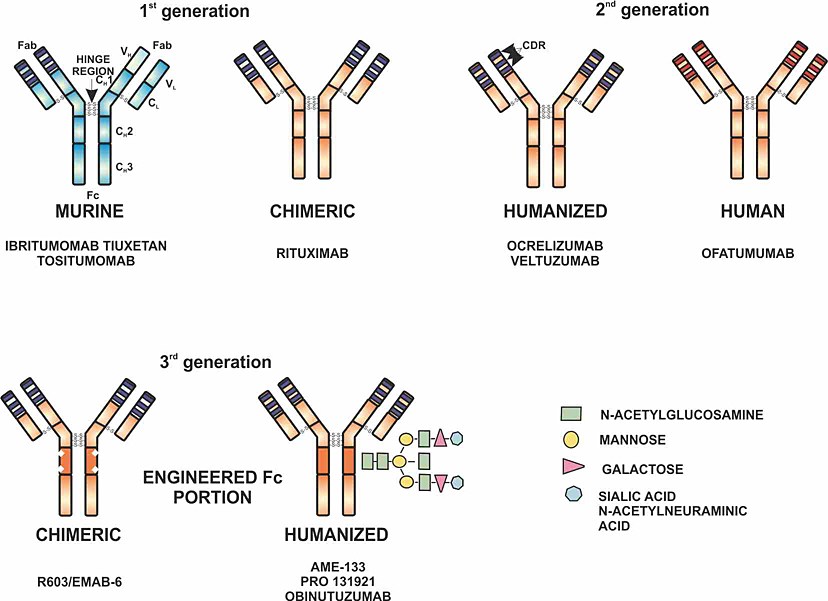 1st generation
2nd generation
Fab
HINGE
REGION
VH
Fab
CH1
VL
CL
CH2
CH3
Fc
CDR
MURINE
CHIMERIC
HUMANIZED
HUMAN
IBRITUMOMAB TIUXETAN
TOSITUMOMAB
RITUXIMAB
OCRELIZUMAB
VELTUZUMAB
OFATUMUMAB
3rd generation
ENGINEERED Fc
PORTION
N-ACETYLGLUCOSAMINE
MANNOSE
GALACTOSE
SIALIC ACID
N-ACETYLNEURAMINIC
ACID
CHIMERIC
HUMANIZED
R603/EMAB-6
AME-133
PRO 131921
OBINUTUZUMAB